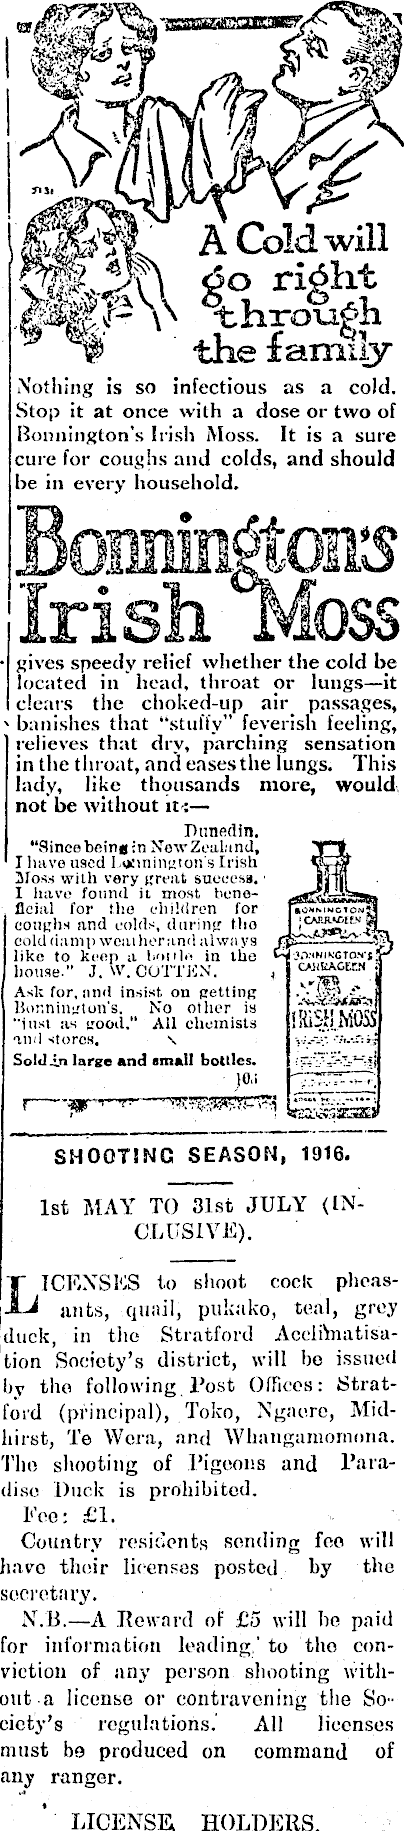 A Cold will
go right
through
the family
Nothing is so infectious as a cold.
Stop it at once with a dose or two of
Bonnington's Irish Moss. It is a sure
cure for coughs and colds, and should
be in every household.
Bonnington's
Irish Moss
gives speedy relief whether the cold be
located in head, throat or lungs—it
clears the choked-up air passages,
banishes that "stuffy" feverish feeling,
relieves that dry, parching sensation
in the throat, and eases the lungs. This
lady, like thousands more, would
not be without it:—
Dunedin.
"Since being in New Zealand,
I have used Bonnington's Irish
Moss with very great success.
I have found it most bene-
ficial for the children for
coughs and colds, during the
cold damp weather and always
like to keep a bottle in the
house." J. W. COTTEN.
Ask for, and insist on getting
Bonnington's. No other is
"just as good." All chemists
and stores.
Sold in large and small bottles.
BONNINGTON'S
CARRAGEEN
BONNINGTON'S
CARRAGEEN
IRISH MOSS
SHOOTING SEASON, 1916.
1st MAY TO 31st JULY (IN-
CLUSIVE).
LICENSES to shoot cock pheas-
ants, quail, pukako, teal, grey
duck, in the Stratford Acclimatisa-
tion Society's district, will be issued
by the following Post Offices: Strat-
ford (principal), Toko, Ngaere, Mid-
hirst, Te Wera, and Whangamomona.
The shooting of Pigeons and Para-
dise Duck is prohibited.
Fee: £1.
Country residents sending fee will
have their licenses posted by the
secretary.
N.B.—A Reward of £5 will be paid
for information leading to the con-
viction of any person shooting with-
out a license or contravening the So-
ciety's regulations. All licenses
must be produced on command of
any ranger.
LICENSE HOLDERS.